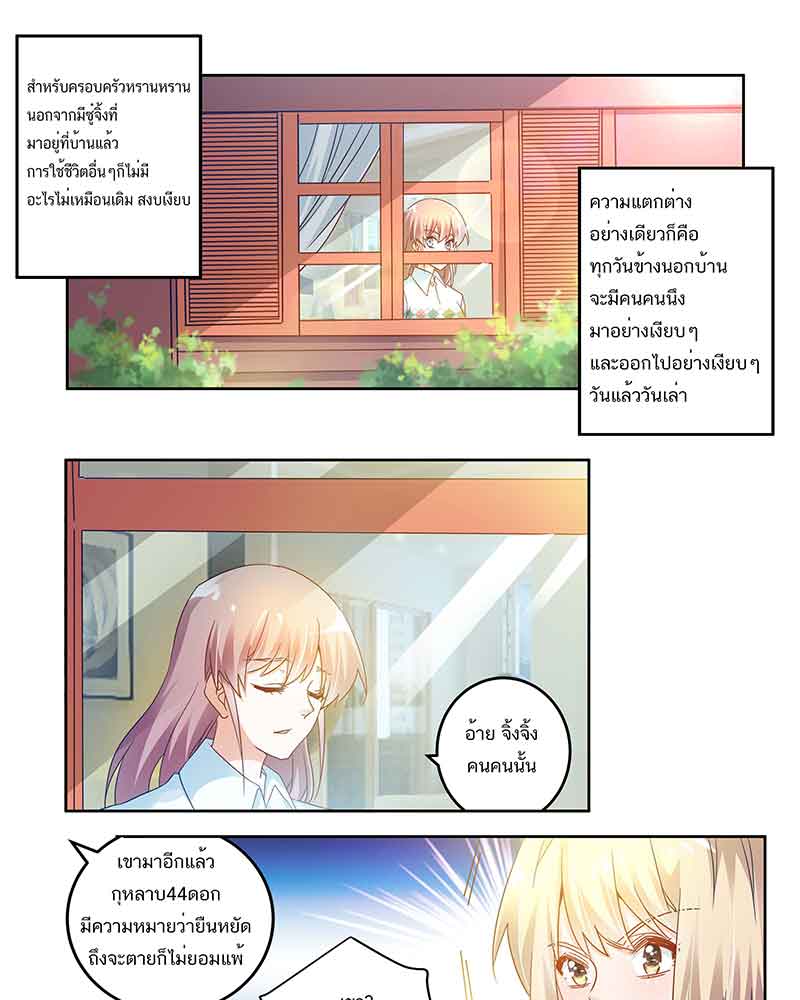 สำหรับครอบครัวหรานหราน
นอกจากมีซู่จิ้งที่
มาอยู่ที่บ้านแล้ว
การใช้ชีวิตอื่นๆก็ไม่มี
อะไรไม่เหมือนเดิม สงบเงียบ
ความแตกต่าง
อย่างเดียวก็คือ
ทุกวันข้างนอกบ้าน
จะมีคนคนนึง
มาอย่างเงียบๆ
และออกไปอย่างเงียบๆ
วันแล้ววันเล่า
อ้าย จิ้งจิ้ง
คนคนนั้น
เขามาอีกแล้ว
กุหลาบ44ดอก
มีความหมายว่ายืนหยัด
ถึงจะตายก็ไม่ยอมแพ้
เขา?